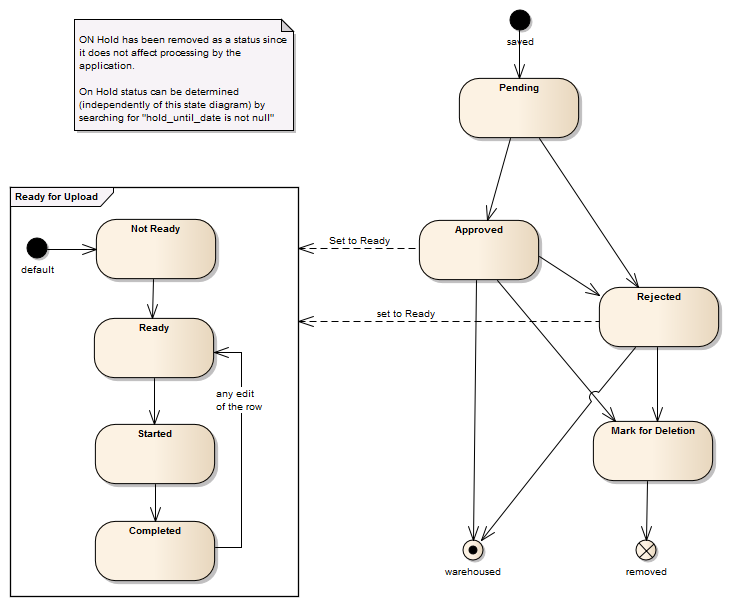 ON Hold has been removed as a status since
it does not affect processing by the
application.
On Hold status can be determined
(independently of this state diagram) by
searching for "hold_until_date is not null"
saved
Pending
Ready for Upload
Not Ready
default
Set to Ready
Approved
Rejected
set to Ready
Ready
any edit
of the row
Started
Mark for Deletion
Completed
warehoused
removed